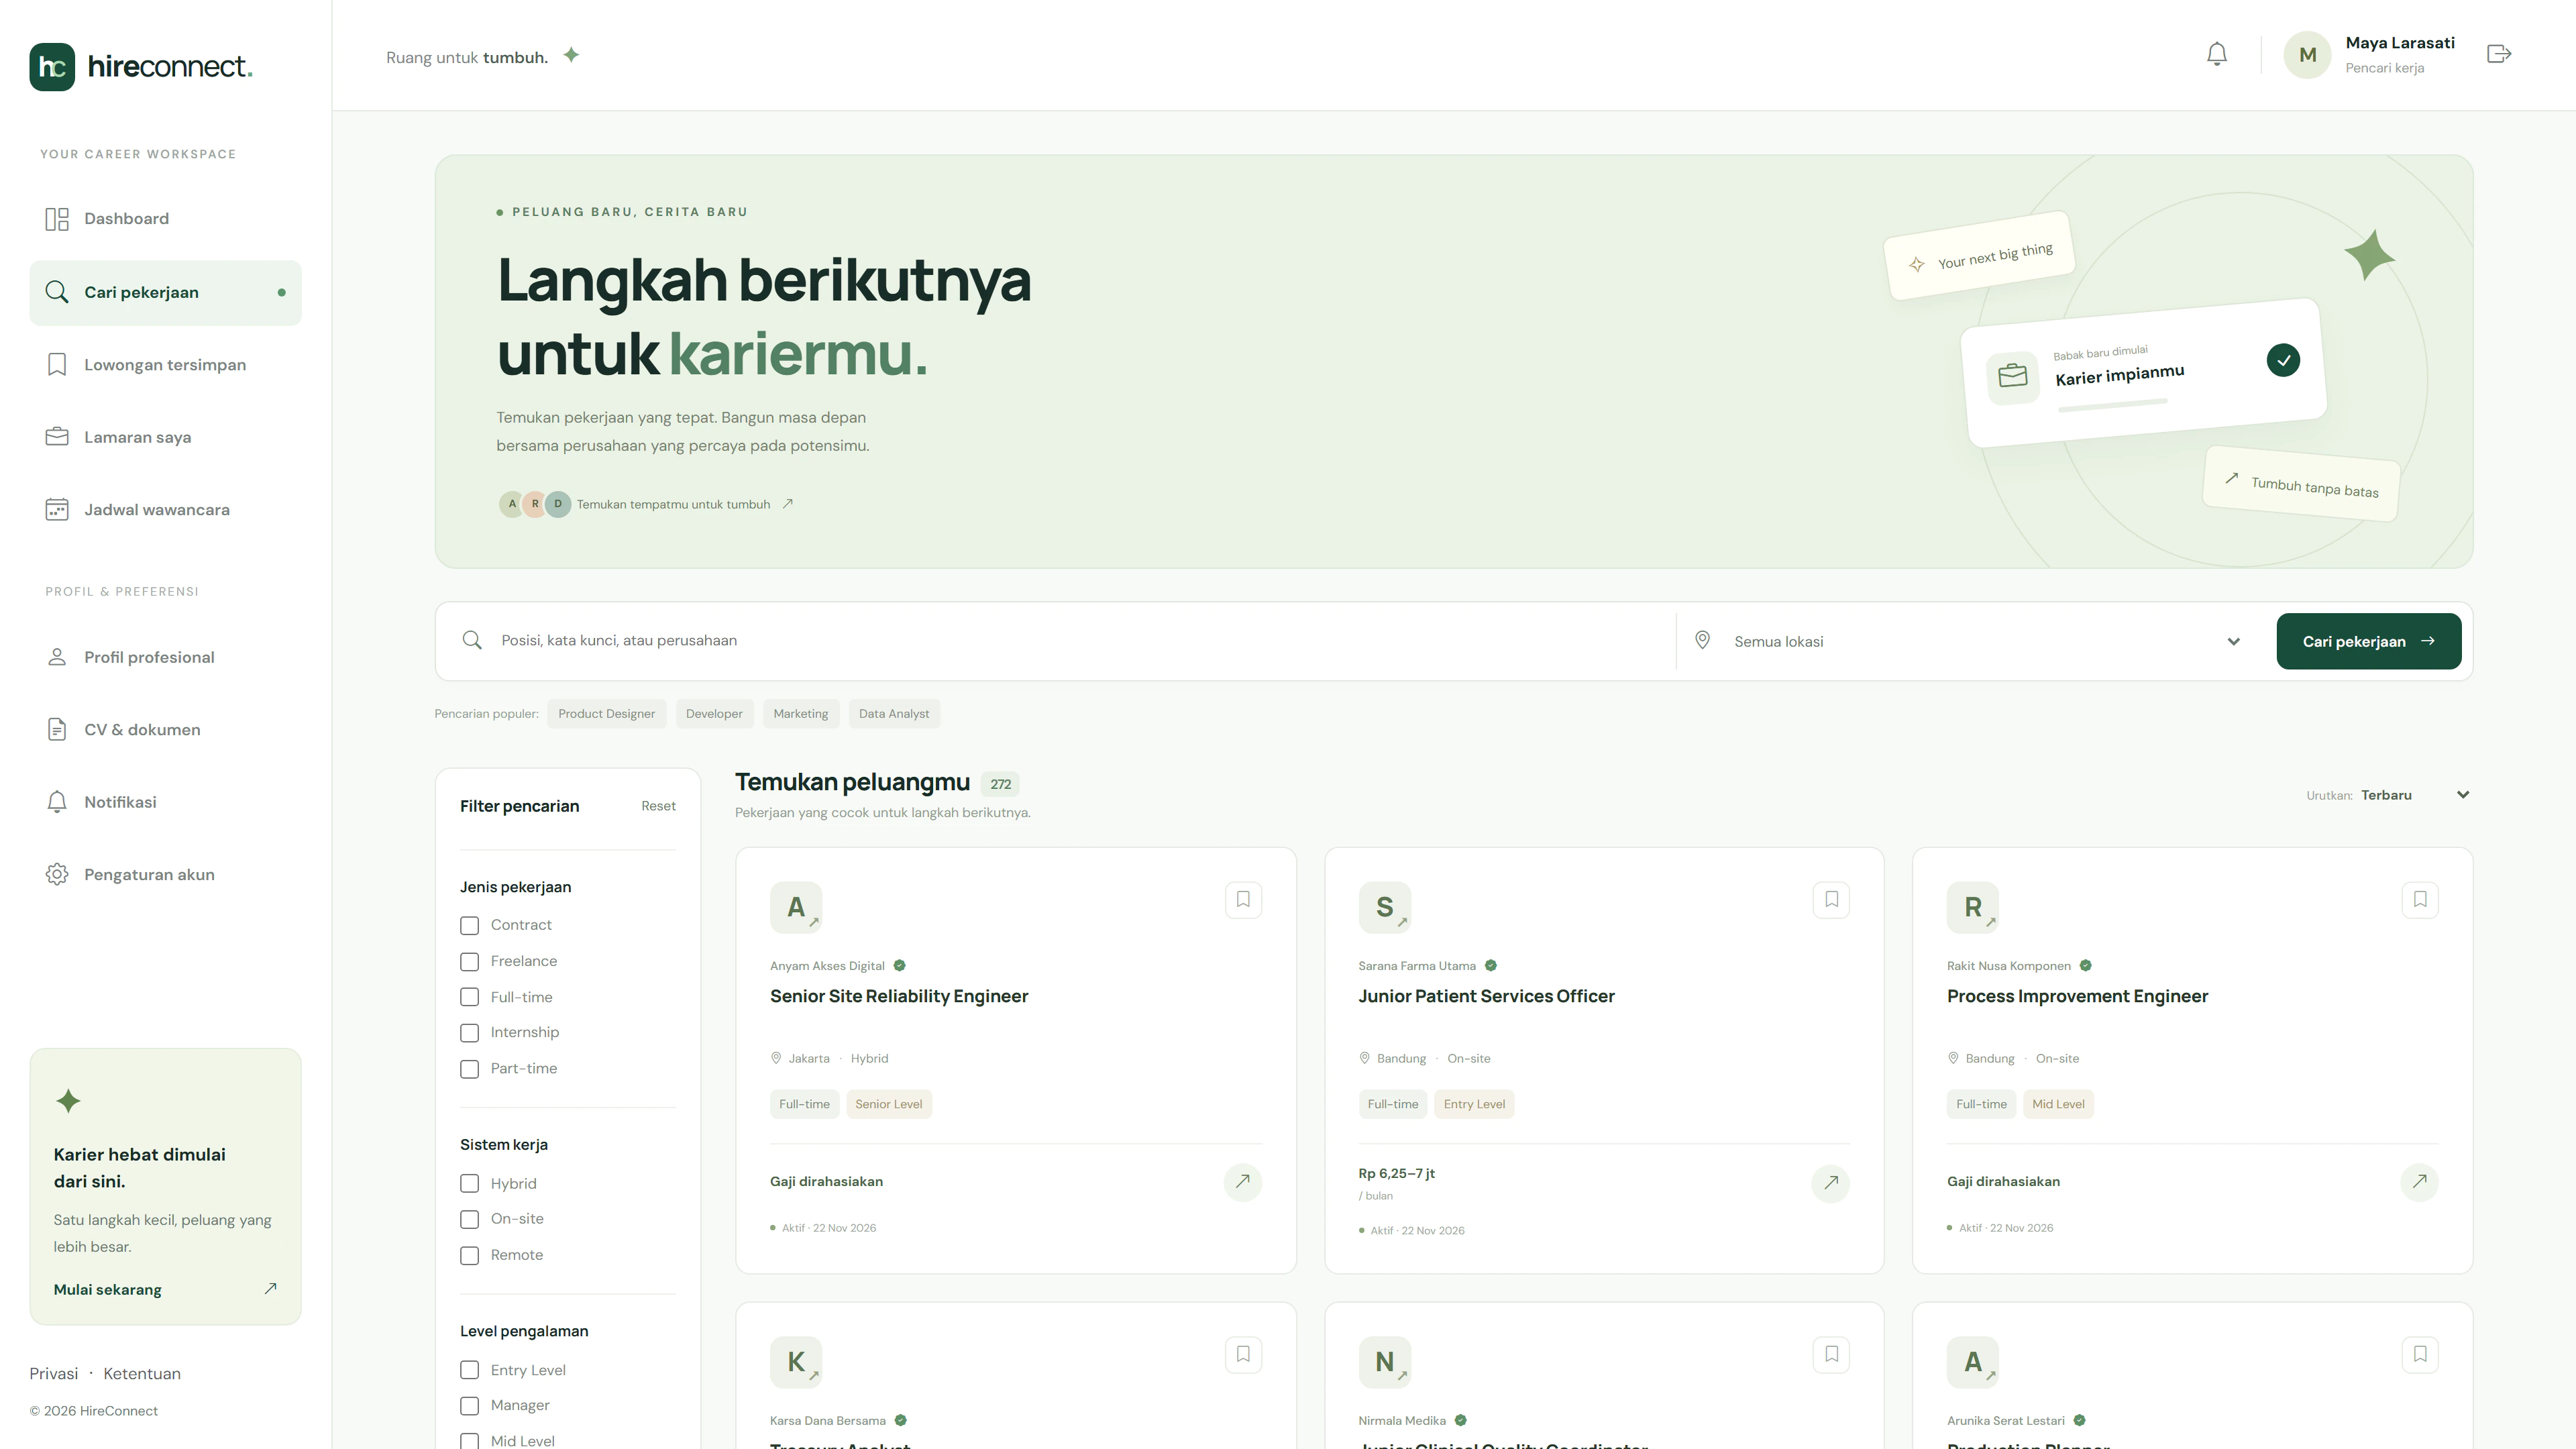 hc hireconnect.
YOUR CAREER WORKSPACE
Dashboard
Cari pekerjaan
Lowongan tersimpan
Lamaran saya
Jadwal wawancara
PROFIL & PREFERENSI
Profil profesional
CV & dokumen
Notifikasi
Pengaturan akun
Karier hebat dimulai
dari sini.
Satu langkah kecil, peluang yang
lebih besar.
Mulai sekarang
Privasi · Ketentuan
© 2026 HireConnect
Ruang untuk tumbuh.
M
Maya Larasati
Pencari kerja
PELUANG BARU, CERITA BARU
Langkah berikutnya
untuk kariermu.
Temukan pekerjaan yang tepat. Bangun masa depan
bersama perusahaan yang percaya pada potensimu.
A R D Temukan tempatmu untuk tumbuh
Your next big thing
Babak baru dimulai
Karier impianmu
Tumbuh tanpa batas
Posisi, kata kunci, atau perusahaan
Semua lokasi
Cari pekerjaan
Pencarian populer: Product Designer Developer Marketing Data Analyst
Filter pencarian Reset
Jenis pekerjaan
Contract
Freelance
Full-time
Internship
Part-time
Sistem kerja
Hybrid
On-site
Remote
Level pengalaman
Entry Level
Manager
Mid Level
Temukan peluangmu 272
Pekerjaan yang cocok untuk langkah berikutnya.
Urutkan: Terbaru
A
Anyam Akses Digital
Senior Site Reliability Engineer
Jakarta · Hybrid
Full-time Senior Level
Gaji dirahasiakan
Aktif · 22 Nov 2026
S
Sarana Farma Utama
Junior Patient Services Officer
Bandung · On-site
Full-time Entry Level
Rp 6,25–7 jt
/ bulan
Aktif · 22 Nov 2026
R
Rakit Nusa Komponen
Process Improvement Engineer
Bandung · On-site
Full-time Mid Level
Gaji dirahasiakan
Aktif · 22 Nov 2026
K
Karsa Dana Bersama
Treasury Analyst
N
Nirmala Medika
Junior Clinical Quality Coordinator
A
Arunika Serat Lestari
Production Planner